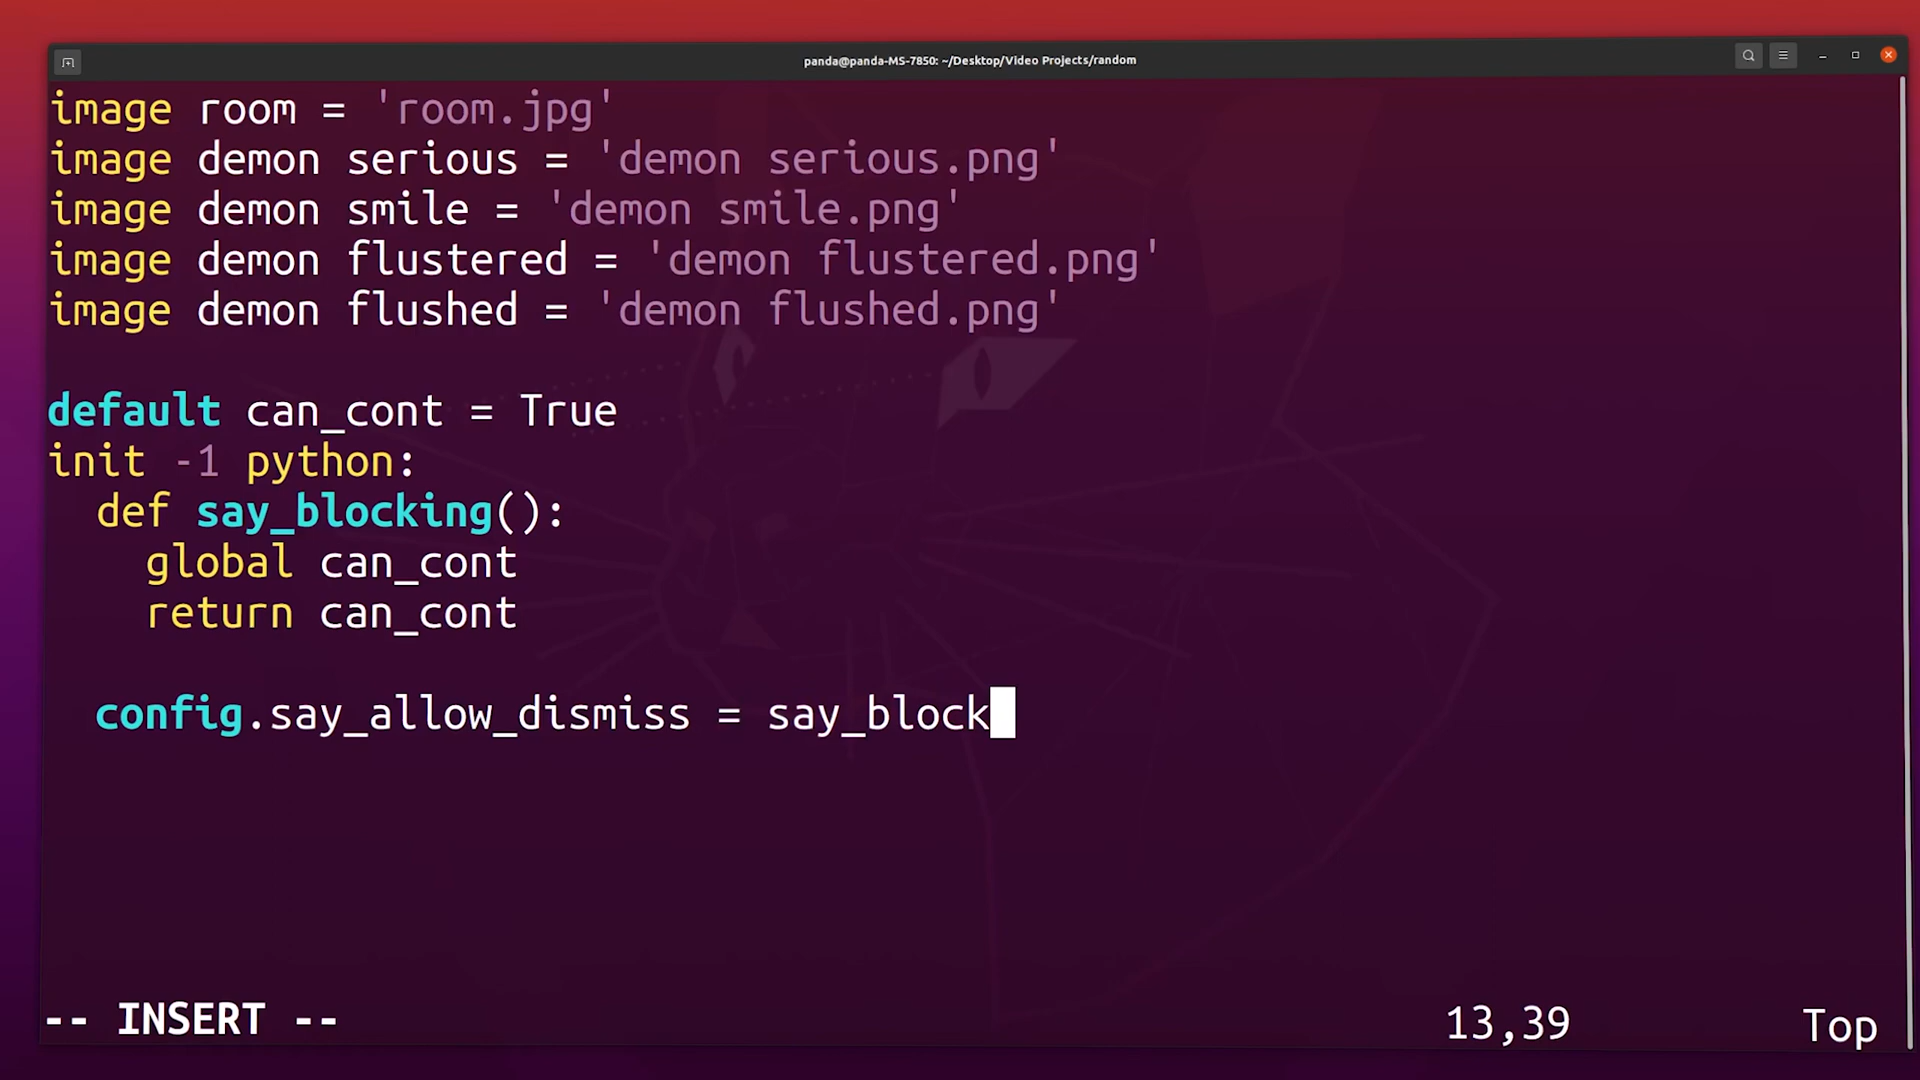 panda@panda-MS-7850: ~/Desktop/Video Projects/random
image room = 'room.jpg'
image demon serious = 'demon serious.png'
image demon smile = 'demon smile.png'
image demon flustered = 'demon flustered.png'
image demon flushed = 'demon flushed.png'
default can_cont = True
init -1 python:
  def say_blocking():
    global can_cont
    return can_cont
  config.say_allow_dismiss = say_block
-- INSERT -- 13,39 Top